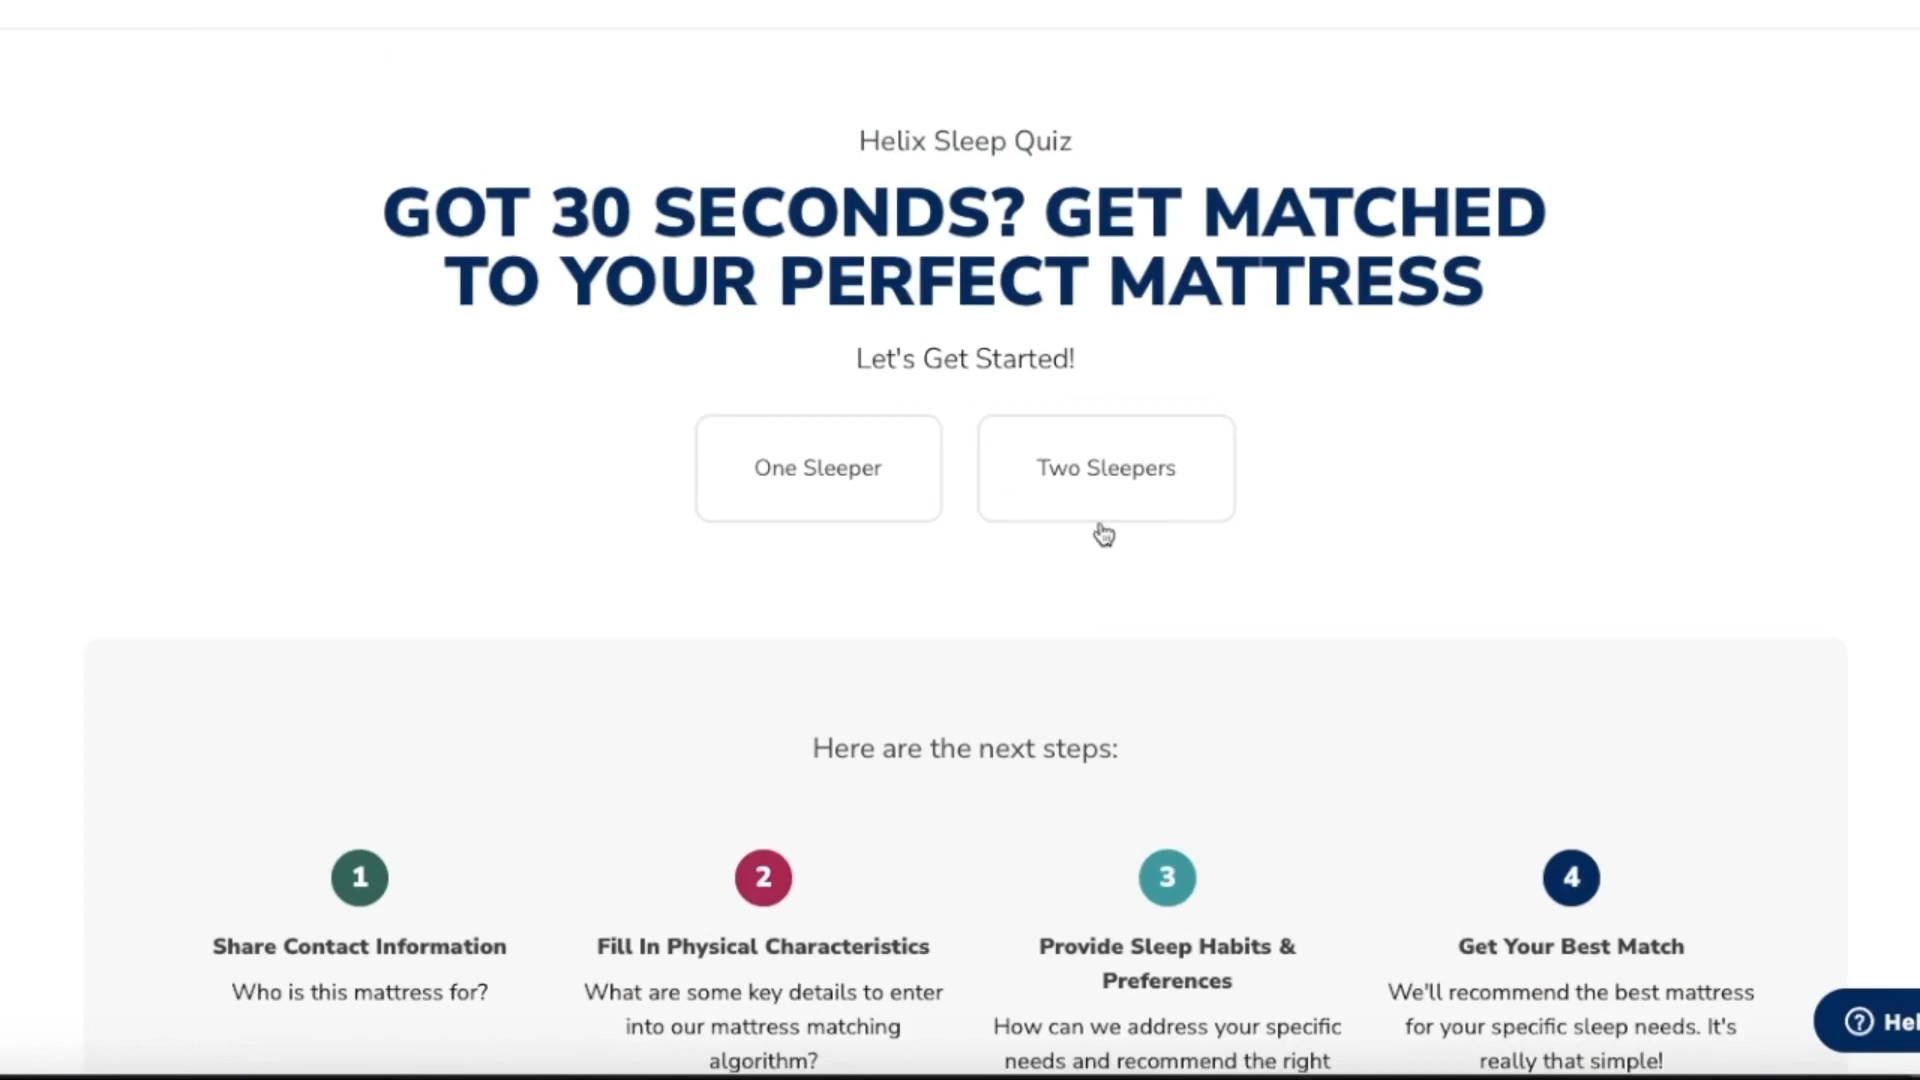 Helix Sleep Quiz
GOT 30 SECONDS? GET MATCHED
TO YOUR PERFECT MATTRESS
Let's Get Started!
One Sleeper
Two Sleepers
Here are the next steps:
1
Share Contact Information
Who is this mattress for?
2
Fill In Physical Characteristics
What are some key details to enter
into our mattress matching
algorithm?
3
Provide Sleep Habits &
Preferences
How can we address your specific
needs and recommend the right
4
Get Your Best Match
We'll recommend the best mattress
for your specific sleep needs. It's
really that simple!